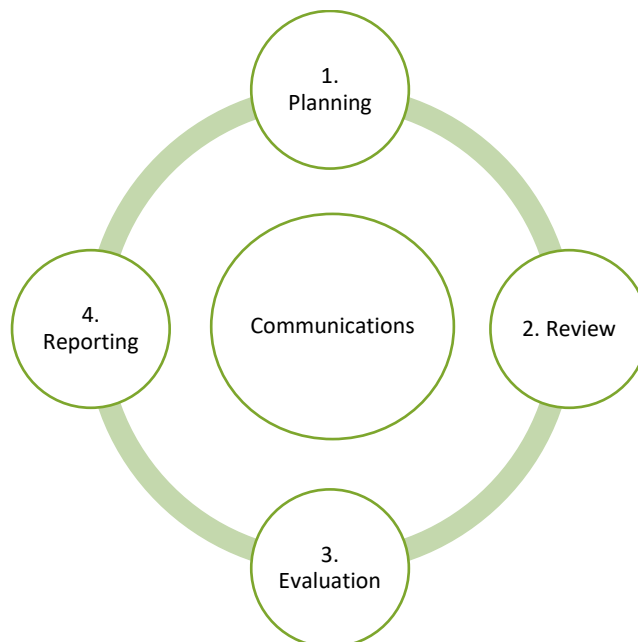 1.
Planning
2. Review
3.
Evaluation
4.
Reporting
Communications